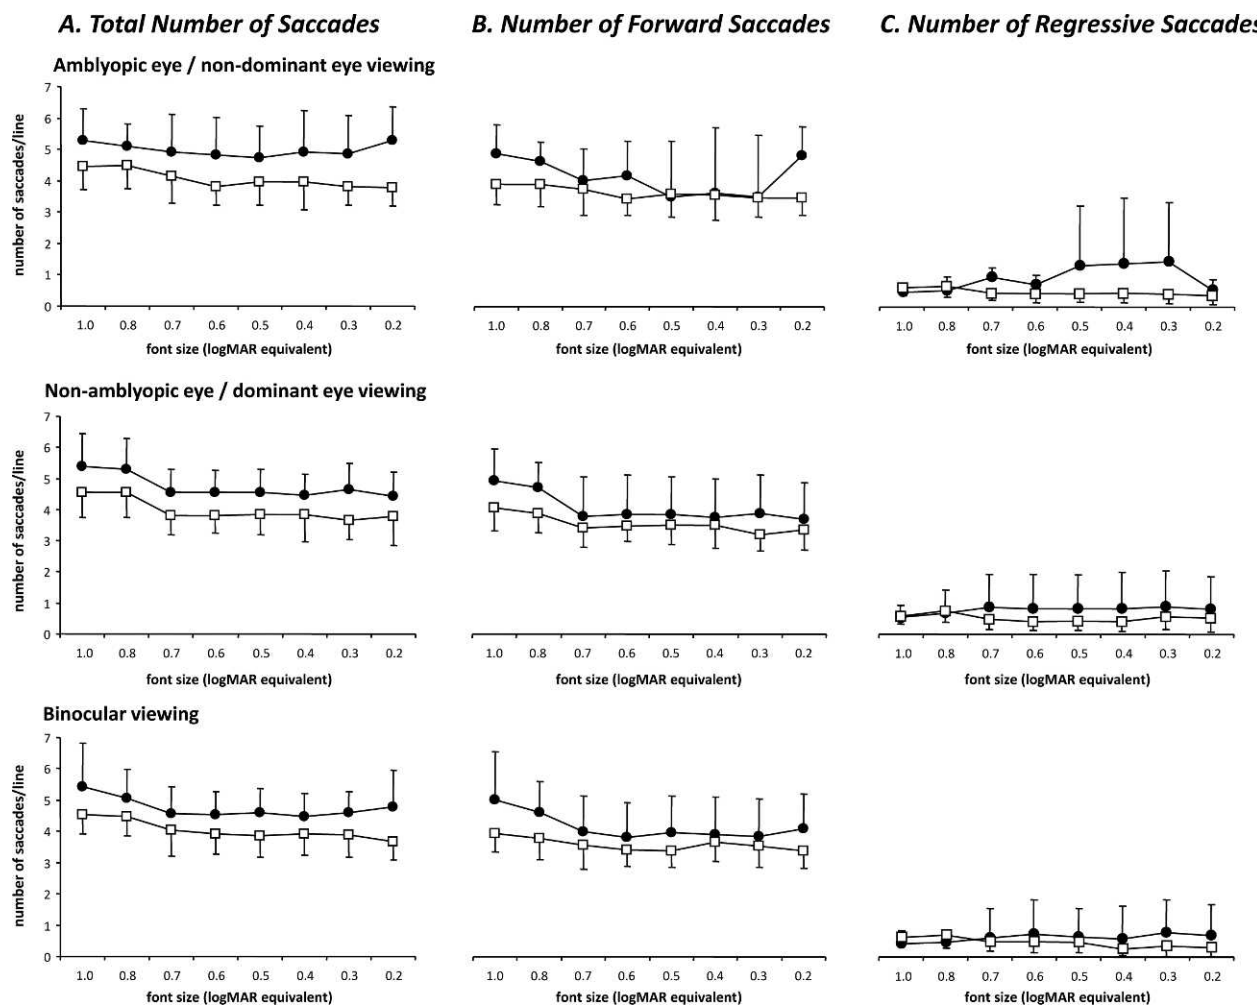 A. Total Number of Saccades
B. Number of Forward Saccades
C. Number of Regressive Saccades
Amblyopic eye / non-dominant eye viewing
number of saccades/line
7
6
5
4
3
2
1
0
1.0 0.8 0.7 0.6 0.5 0.4 0.3 0.2
font size (logMAR equivalent)
1.0 0.8 0.7 0.6 0.5 0.4 0.3 0.2
font size (logMAR equivalent)
1.0 0.8 0.7 0.6 0.5 0.4 0.3 0.2
font size (logMAR equivalent)
Non-amblyopic eye / dominant eye viewing
number of saccades/line
7
6
5
4
3
2
1
0
1.0 0.8 0.7 0.6 0.5 0.4 0.3 0.2
font size (logMAR equivalent)
1.0 0.8 0.7 0.6 0.5 0.4 0.3 0.2
font size (logMAR equivalent)
1.0 0.8 0.7 0.6 0.5 0.4 0.3 0.2
font size (logMAR equivalent)
Binocular viewing
number of saccades/line
7
6
5
4
3
2
1
0
1.0 0.8 0.7 0.6 0.5 0.4 0.3 0.2
font size (logMAR equivalent)
1.0 0.8 0.7 0.6 0.5 0.4 0.3 0.2
font size (logMAR equivalent)
1.0 0.8 0.7 0.6 0.5 0.4 0.3 0.2
font size (logMAR equivalent)